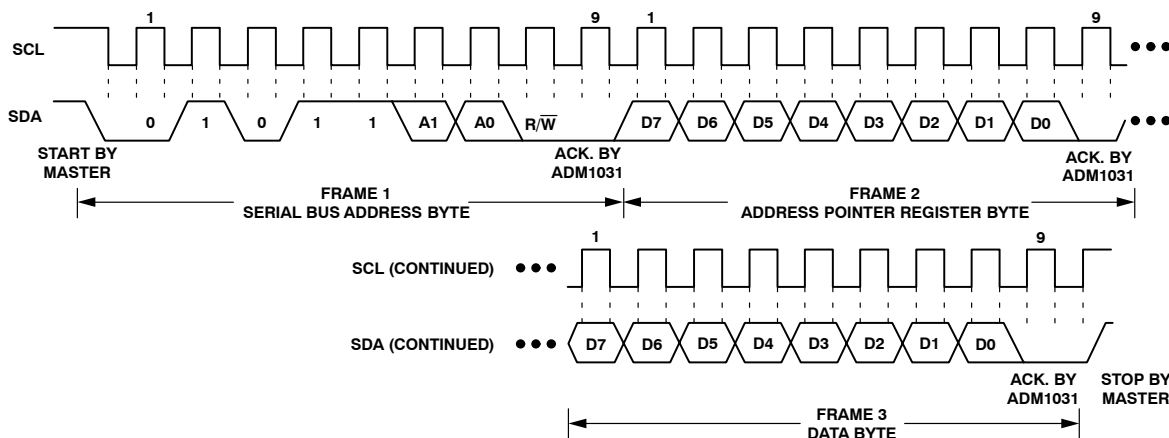 1 9 1 9
SCL
SDA 0 1 0 1 1 A1 A0 R/W D7 D6 D5 D4 D3 D2 D1 D0
START BY
MASTER
ACK. BY
ADM1031
ACK. BY
ADM1031
FRAME 1
SERIAL BUS ADDRESS BYTE
FRAME 2
ADDRESS POINTER REGISTER BYTE
1 9
SCL (CONTINUED)
SDA (CONTINUED) D7 D6 D5 D4 D3 D2 D1 D0
ACK. BY
ADM1031
STOP BY
MASTER
FRAME 3
DATA BYTE